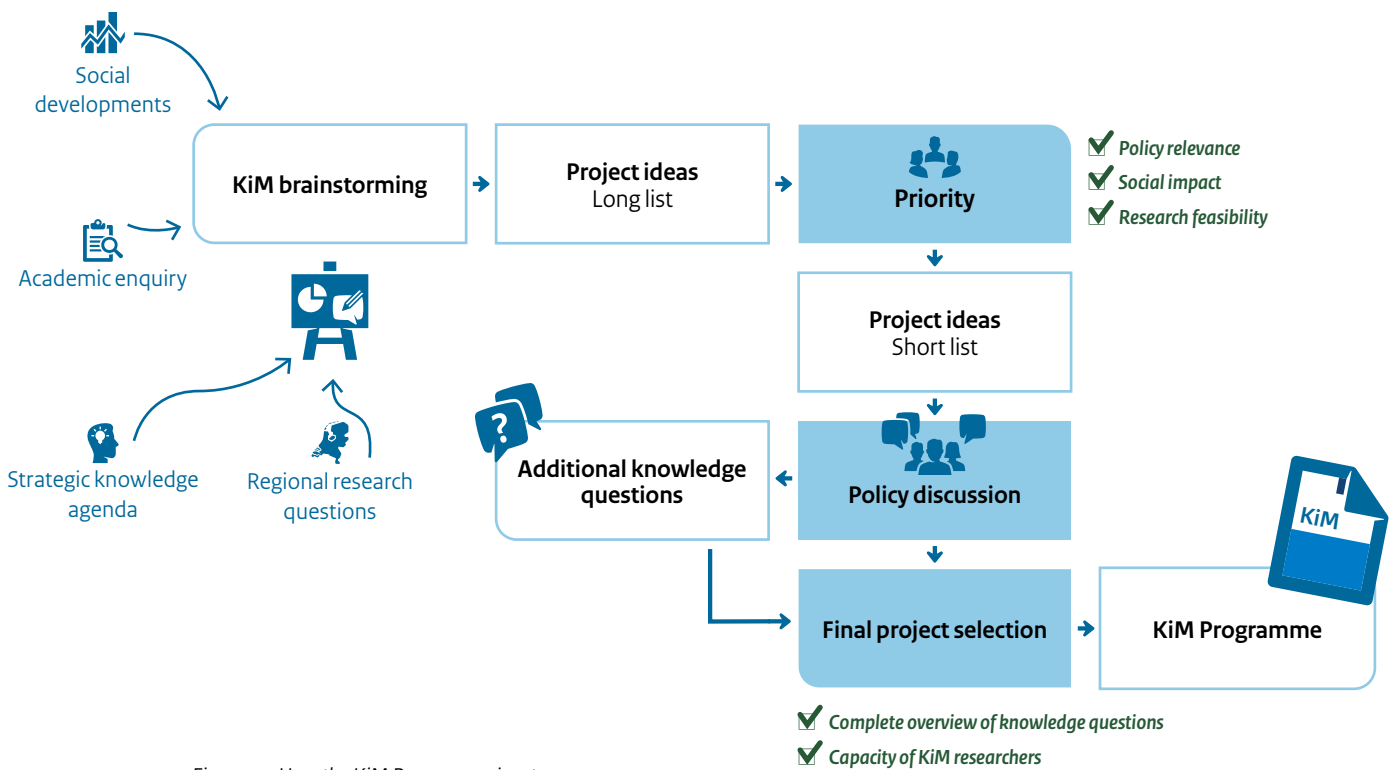 Social
developments
KiM brainstorming
Project ideas
Long list
Priority
Policy relevance
Social impact
Research feasibility
Academic enquiry
Project ideas
Short list
Strategic knowledge
agenda
Regional research
questions
?
Additional knowledge
questions
Policy discussion
KiM
Final project selection
KiM Programme
Complete overview of knowledge questions
Capacity of KiM researchers